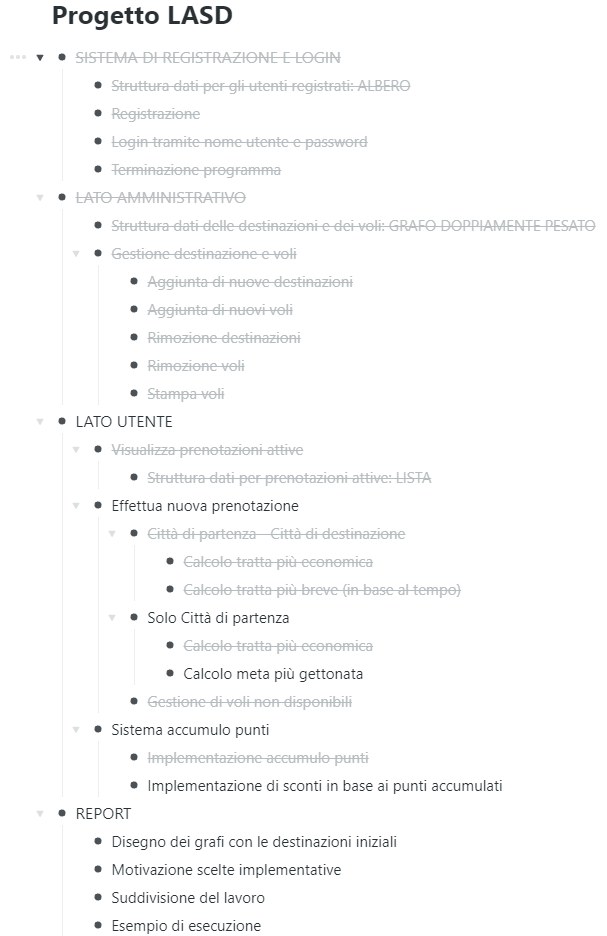 Progetto LASD
SISTEMA DI REGISTRAZIONE E LOGIN
Struttura dati per gli utenti registrati: ALBERO
Registrazione
Login tramite nome utente e password
Terminazione programma
LATO AMMINISTRATIVO
Struttura dati delle destinazioni e dei voli: GRAFO DOPPIAMENTE PESATO
Gestione destinazione e voli
Aggiunta di nuove destinazioni
Aggiunta di nuovi voli
Rimozione destinazioni
Rimozione voli
Stampa voli
LATO UTENTE
Visualizza prenotazioni attive
Struttura dati per prenotazioni attive: LISTA
Effettua nuova prenotazione
Città di partenza - Città di destinazione
Calcolo tratta più economica
Calcolo tratta più breve (in base al tempo)
Solo Città di partenza
Calcolo tratta più economica
Calcolo meta più gettonata
Gestione di voli non disponibili
Sistema accumulo punti
Implementazione accumulo punti
Implementazione di sconti in base ai punti accumulati
REPORT
Disegno dei grafi con le destinazioni iniziali
Motivazione scelte implementative
Suddivisione del lavoro
Esempio di esecuzione